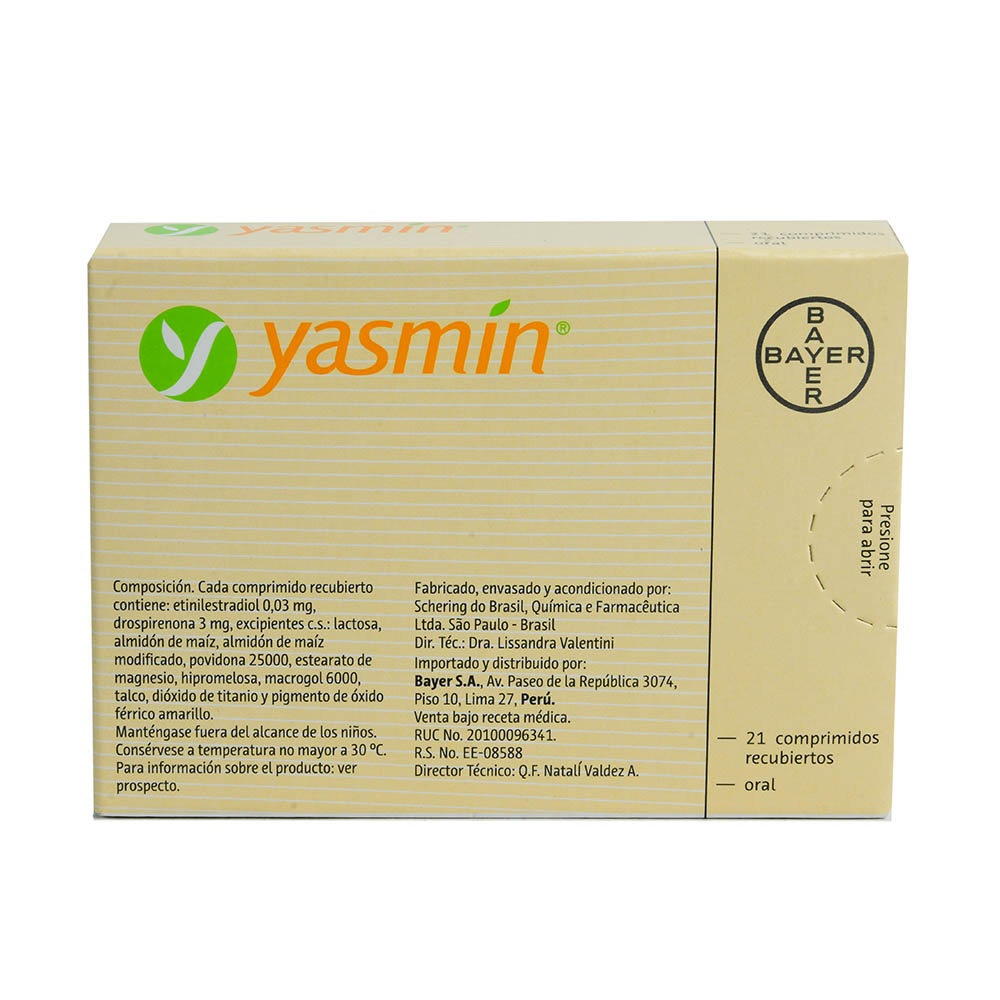 yasmin®
21 comprimidos
recubiertos
oral
yasmin®
BAYER
BAYER
Presione
para abrir
Composición. Cada comprimido recubierto
contiene: etinilestradiol 0,03 mg,
drospirenona 3 mg, excipientes c.s.: lactosa,
almidón de maíz, almidón de maíz
modificado, povidona 25000, estearato de
magnesio, hipromelosa, macrogol 6000,
talco, dióxido de titanio y pigmento de óxido
férrico amarillo.
Manténgase fuera del alcance de los niños.
Consérvese a temperatura no mayor a 30 ºC.
Para información sobre el producto: ver
prospecto.
Fabricado, envasado y acondicionado por:
Schering do Brasil, Química e Farmacêutica
Ltda. São Paulo - Brasil
Dir. Téc.: Dra. Lissandra Valentini
Importado y distribuido por:
Bayer S.A., Av. Paseo de la República 3074,
Piso 10, Lima 27, Perú.
Venta bajo receta médica.
RUC No. 20100096341.
R.S. No. EE-08588
Director Técnico: Q.F. Natalí Valdez A.
— 21 comprimidos
recubiertos
— oral